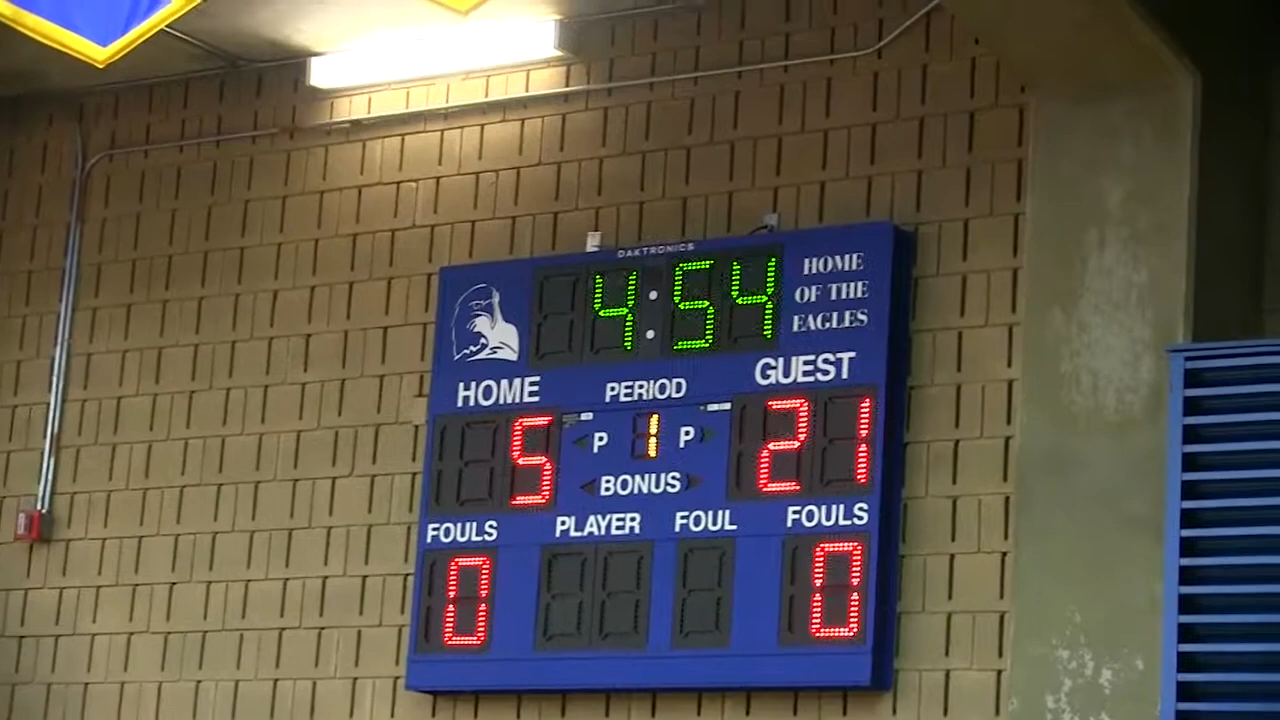 DAKTRONICS
4:54
HOME
OF THE
EAGLES
HOME
PERIOD
GUEST
5
P
1
P
21
BONUS
FOULS
PLAYER
FOUL
FOULS
0
0